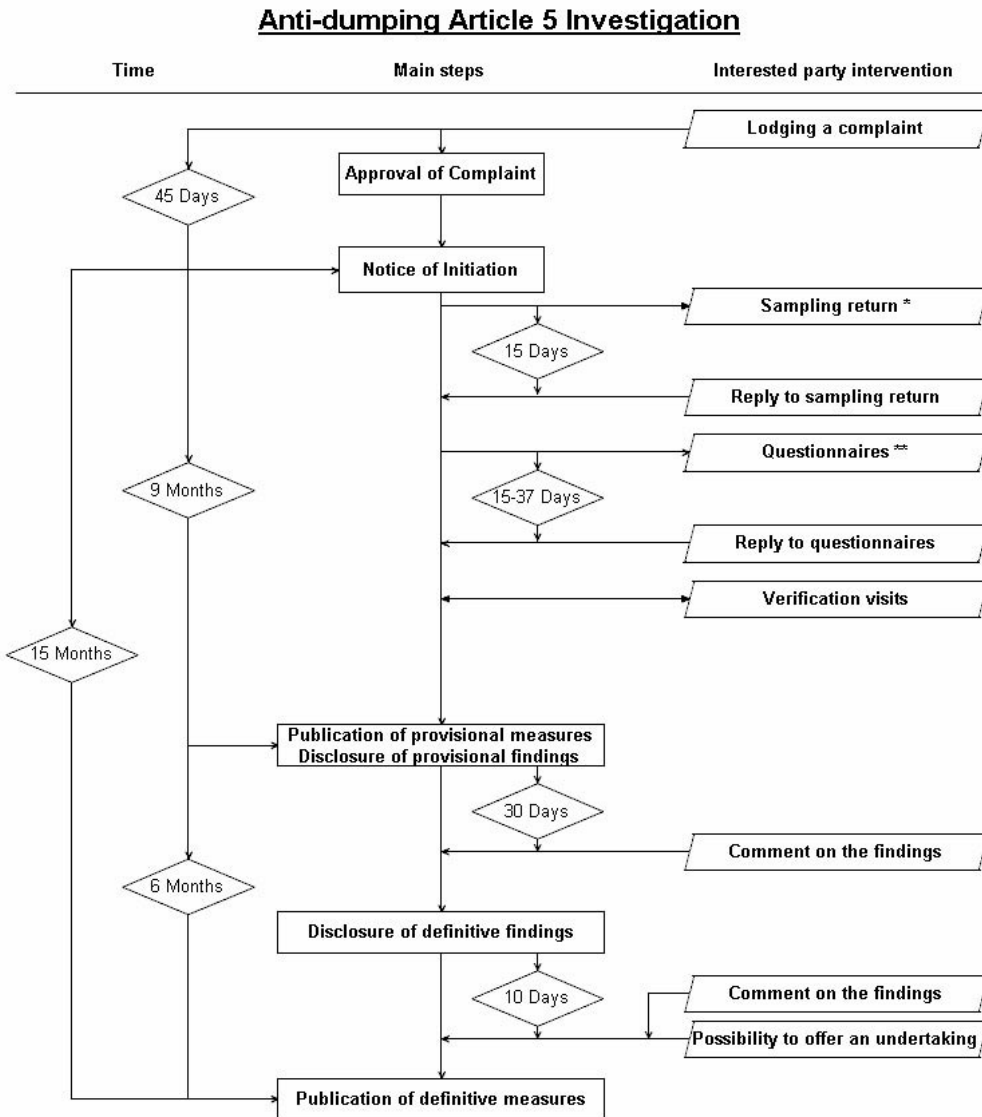 Anti-dumping Article 5 Investigation
Time
Main steps
Interested party intervention
Lodging a complaint
Approval of Complaint
45 Days
Notice of Initiation
Sampling return *
15 Days
Reply to sampling return
Questionnaires **
9 Months
15-37 Days
Reply to questionnaires
Verification visits
15 Months
Publication of provisional measures
Disclosure of provisional findings
30 Days
Comment on the findings
6 Months
Disclosure of definitive findings
10 Days
Comment on the findings
Possibility to offer an undertaking
Publication of definitive measures